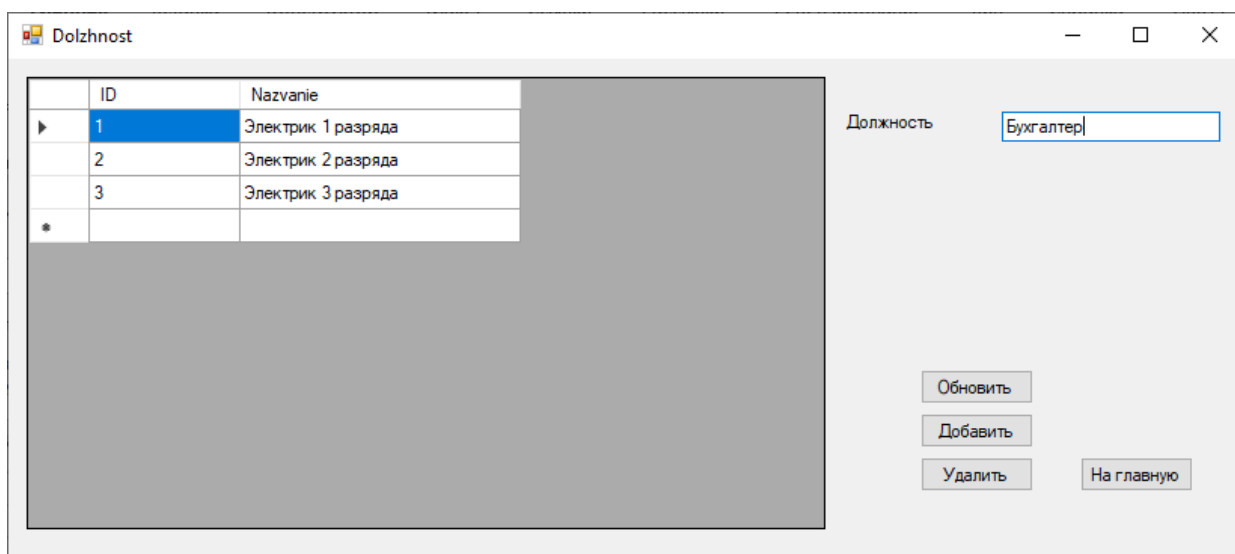 Dolzhnost
ID Nazvanie
1 Электрик 1 разряда
2 Электрик 2 разряда
3 Электрик 3 разряда
Должность Бухгалтер
Обновить
Добавить
Удалить На главную